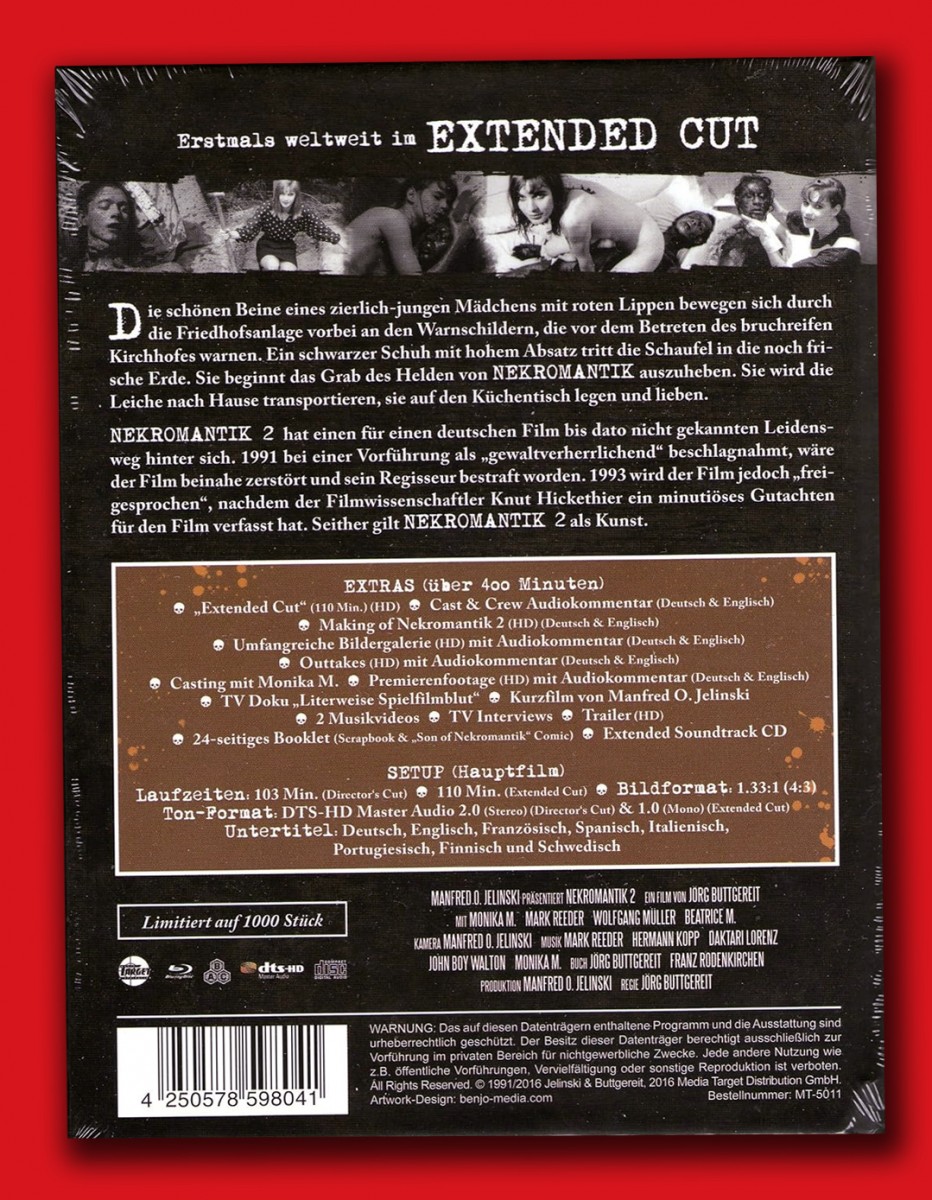 Erstmals weltweit im EXTENDED CUT
Die schönen Beine eines zierlich-jungen Mädchens mit roten Lippen bewegen sich durch
die Friedhofsanlage vorbei an den Warnschildern, die vor dem Betreten des bruchreifen
Kirchhofes warnen. Ein schwarzer Schuh mit hohem Absatz tritt die Schaufel in die noch fri-
sche Erde. Sie beginnt das Grab des Helden von NEKROMANTIK auszuheben. Sie wird die
Leiche nach Hause transportieren, sie auf den Küchentisch legen und lieben.
NEKROMANTIK 2 hat einen für einen deutschen Film bis dato nicht gekannten Leidens-
weg hinter sich. 1991 bei einer Vorführung als „gewaltverherrlichend“ beschlagnahmt, wäre
der Film beinahe zerstört und sein Regisseur bestraft worden. 1993 wird der Film jedoch „frei-
gesprochen“, nachdem der Filmwissenschaftler Knut Hickethier ein minutiöses Gutachten
für den Film verfasst hat. Seither gilt NEKROMANTIK 2 als Kunst.
EXTRAS (über 400 Minuten)
„Extended Cut“ (110 Min.) (HD) Cast & Crew Audiokommentar (Deutsch & Englisch)
Making of Nekromantik 2 (HD) (Deutsch & Englisch)
Umfangreiche Bildergalerie (HD) mit Audiokommentar (Deutsch & Englisch)
Outtakes (HD) mit Audiokommentar (Deutsch & Englisch)
Casting mit Monika M. Premierenfootage (HD) mit Audiokommentar (Deutsch & Englisch)
TV Doku „Literweise Spielfilmblut“ Kurzfilm von Manfred O. Jelinski
2 Musikvideos TV Interviews Trailer (HD)
24-seitiges Booklet (Scrapbook & „Son of Nekromantik“ Comic) Extended Soundtrack CD
SETUP (Hauptfilm)
Laufzeiten: 103 Min. (Director's Cut) 110 Min. (Extended Cut) Bildformat: 1.33:1 (4:3)
Ton-Format: DTS-HD Master Audio 2.0 (Stereo) (Director's Cut) & 1.0 (Mono) (Extended Cut)
Untertitel: Deutsch, Englisch, Französisch, Spanisch, Italienisch,
Portugiesisch, Finnisch und Schwedisch
Limitiert auf 1000 Stück
MANFRED O. JELINSKI PRÄSENTIERT NEKROMANTIK 2 EIN FILM VON JÖRG BUTTGEREIT
MIT MONIKA M. MARK REEDER WOLFGANG MÜLLER BEATRICE M.
KAMERA MANFRED O. JELINSKI MUSIK MARK REEDER HERMANN KOPP DAKTARI LORENZ
JOHN BOY WALTON MONIKA M. BUCH JÖRG BUTTGEREIT FRANZ RODENKIRCHEN
PRODUKTION MANFRED O. JELINSKI REGIE JÖRG BUTTGEREIT
TARGET Blu-ray Disc BAC dts-HD Master Audio COMPACT disc DIGITAL AUDIO
WARNUNG: Das auf diesen Datenträgern enthaltene Programm und die Ausstattung sind
urheberrechtlich geschützt. Der Besitz dieser Datenträger berechtigt ausschließlich zur
Vorführung im privaten Bereich für nichtgewerbliche Zwecke. Jede andere Nutzung wie
z.B. öffentliche Vorführungen, Vervielfältigung oder sonstige Reproduktion ist verboten.
All Rights Reserved. © 1991/2016 Jelinski & Buttgereit, 2016 Media Target Distribution GmbH.
Artwork-Design: benjo-media.com Bestellnummer: MT-5011
4 250578 598041